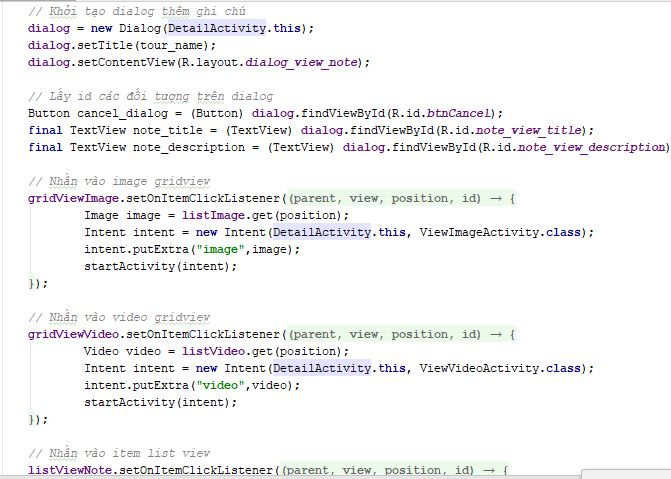 // Khởi tạo dialog thêm ghi chú
dialog = new Dialog(DetailActivity.this);
dialog.setTitle(tour_name);
dialog.setContentView(R.layout.dialog_view_note);
// Lấy id các đối tượng trên dialog
Button cancel_dialog = (Button) dialog.findViewById(R.id.btnCancel);
final TextView note_title = (TextView) dialog.findViewById(R.id.note_view_title);
final TextView note_description = (TextView) dialog.findViewById(R.id.note_view_description)
// Nhấn vào image gridview
gridViewImage.setOnItemClickListener((parent, view, position, id) → {
Image image = listImage.get(position);
Intent intent = new Intent(DetailActivity.this, ViewImageActivity.class);
intent.putExtra("image",image);
startActivity(intent);
});
// Nhấn vào video gridview
gridViewVideo.setOnItemClickListener((parent, view, position, id) → {
Video video = listVideo.get(position);
Intent intent = new Intent(DetailActivity.this, ViewVideoActivity.class);
intent.putExtra("video",video);
startActivity(intent);
});
// Nhấn vào item list view
listViewNote.setOnItemClickListener((parent, view, position, id) → {